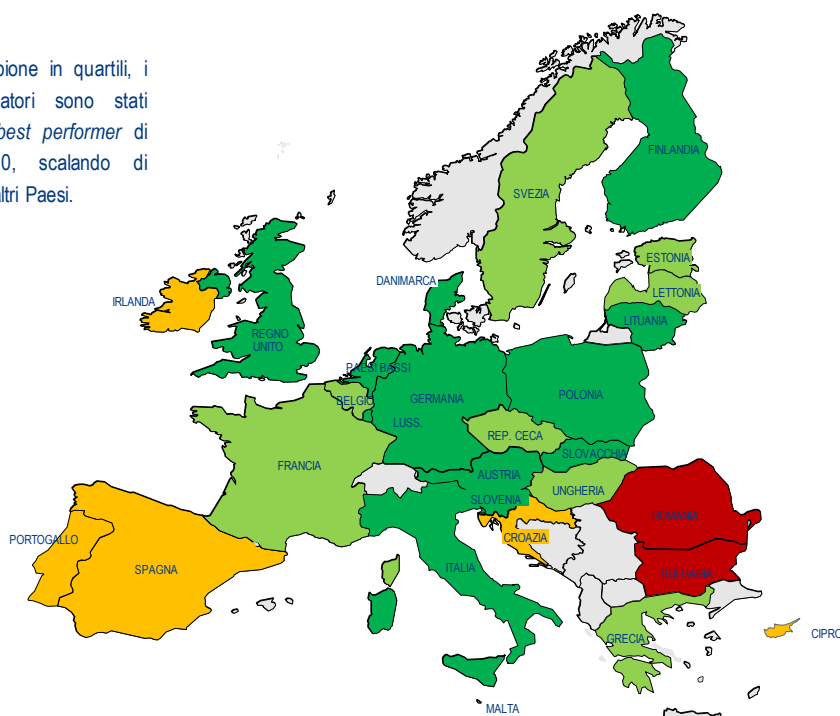 pione in quartili, i
atori sono stati
best performer di
0, scalando di
altri Paesi.
FINLANDIA
SVEZIA
ESTONIA
DANIMARCA
LETTONIA
IRLANDA
LITUANIA
REGNO
UNITO
PAESI BASSI
POLONIA
BELGIO
GERMANIA
LUSS.
REP. CECA
SLOVACCHIA
FRANCIA
AUSTRIA
UNGHERIA
SLOVENIA
ROMANIA
CROAZIA
PORTOGALLO
SPAGNA
ITALIA
BULGARIA
CIPRO
GRECIA
MALTA